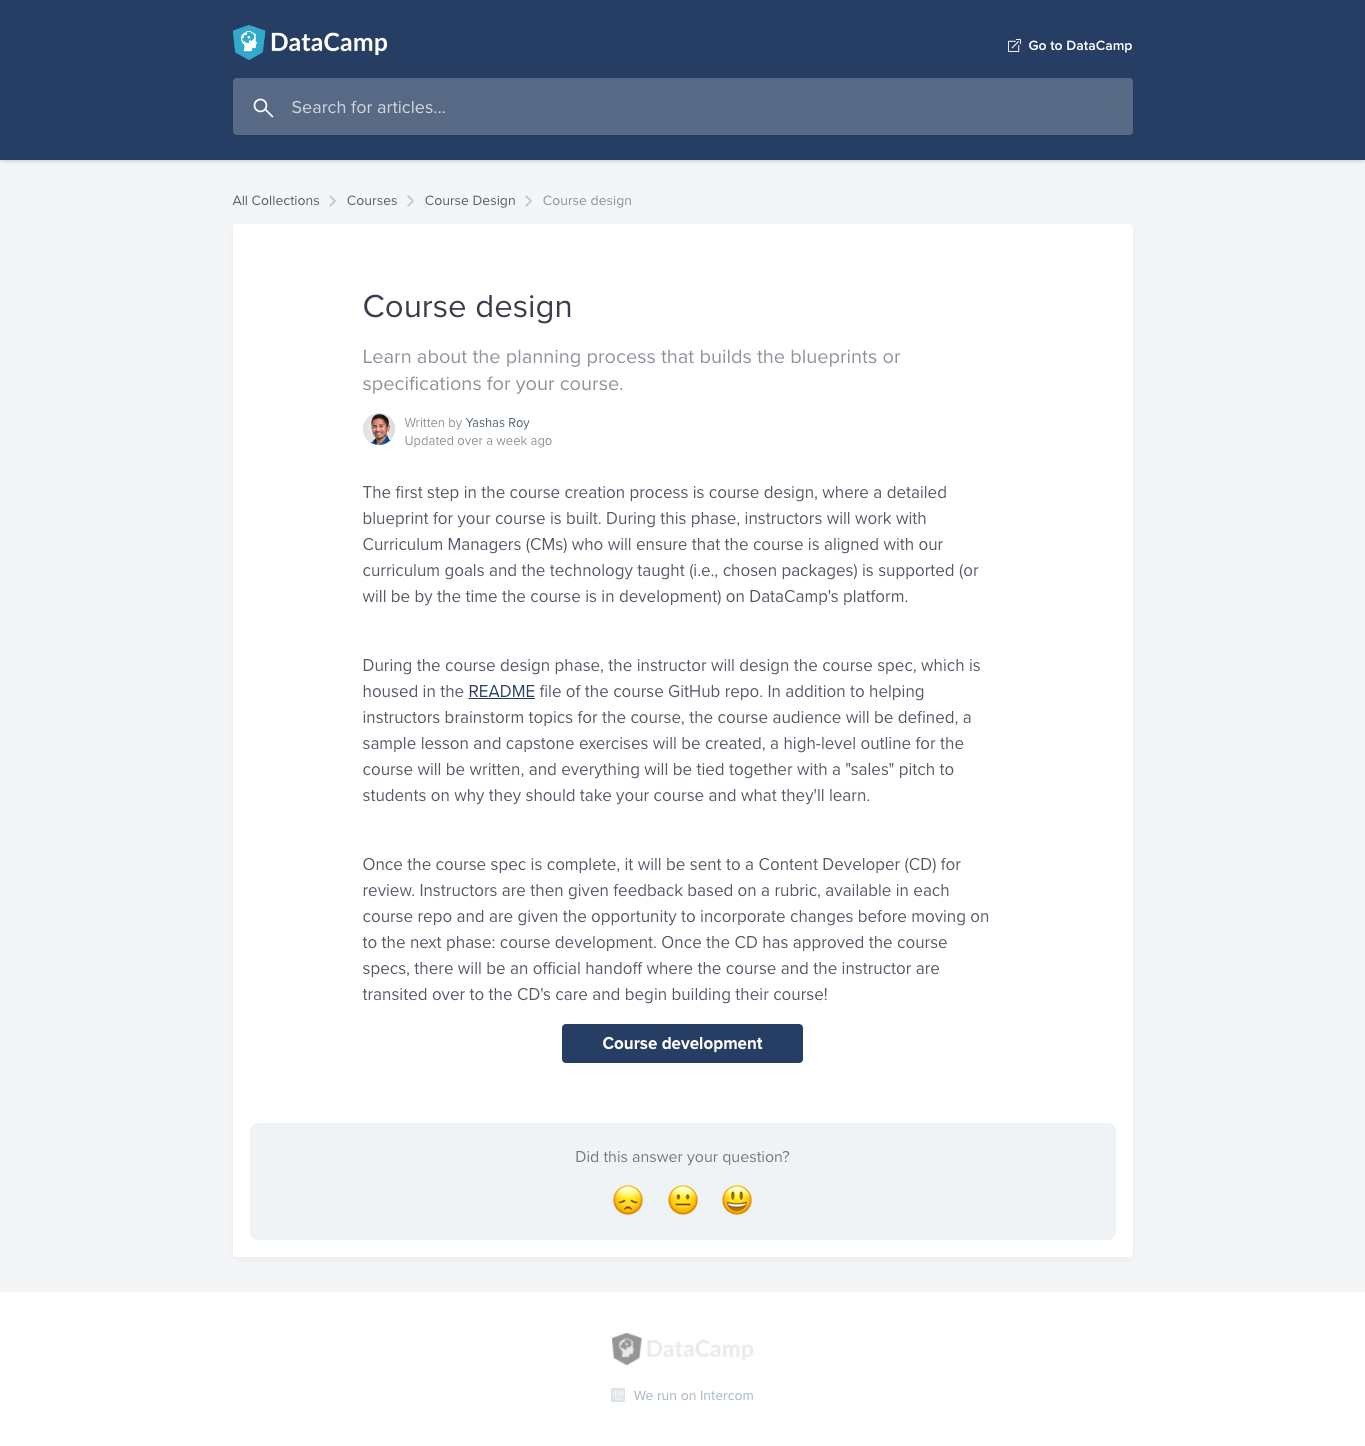 DataCamp
Go to DataCamp
Search for articles...
All Collections
Courses
Course Design
Course design
Course design
Learn about the planning process that builds the blueprints or
specifications for your course.
Written by Yashas Roy
Updated over a week ago
The first step in the course creation process is course design, where a detailed
blueprint for your course is built. During this phase, instructors will work with
Curriculum Managers (CMs) who will ensure that the course is aligned with our
curriculum goals and the technology taught (i.e., chosen packages) is supported (or
will be by the time the course is in development) on DataCamp's platform.
During the course design phase, the instructor will design the course spec, which is
housed in the README file of the course GitHub repo. In addition to helping
instructors brainstorm topics for the course, the course audience will be defined, a
sample lesson and capstone exercises will be created, a high-level outline for the
course will be written, and everything will be tied together with a "sales" pitch to
students on why they should take your course and what they'll learn.
Once the course spec is complete, it will be sent to a Content Developer (CD) for
review. Instructors are then given feedback based on a rubric, available in each
course repo and are given the opportunity to incorporate changes before moving on
to the next phase: course development. Once the CD has approved the course
specs, there will be an official handoff where the course and the instructor are
transited over to the CD's care and begin building their course!
Course development
Did this answer your question?
DataCamp
We run on Intercom